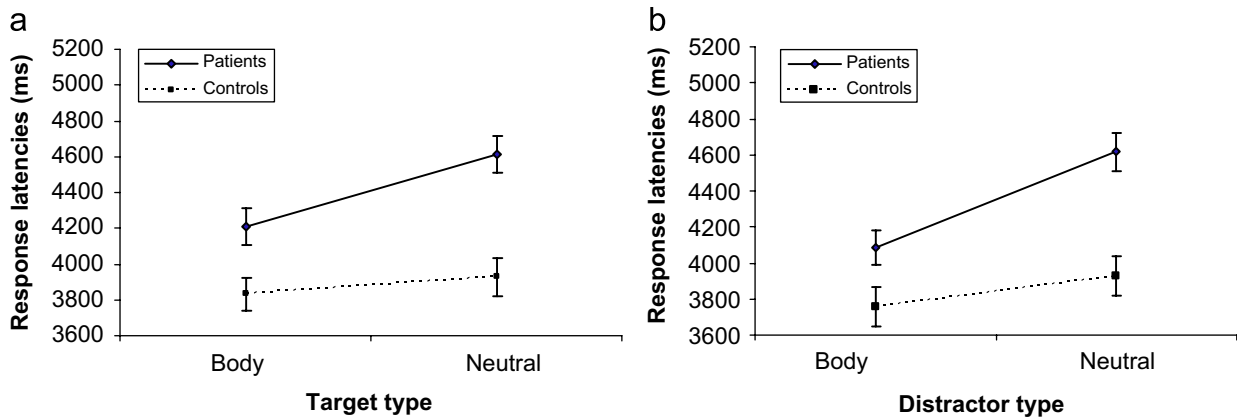 a
Response latencies (ms)
5200
5000
4800
4600
4400
4200
4000
3800
3600
Patients
Controls
Body
Neutral
Target type
b
Response latencies (ms)
5200
5000
4800
4600
4400
4200
4000
3800
3600
Patients
Controls
Body
Neutral
Distractor type